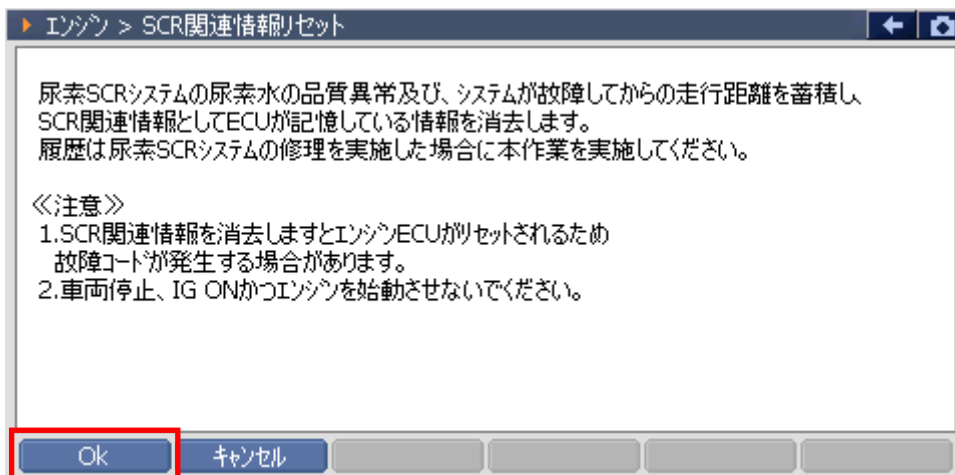 エンジン > SCR関連情報リセット
尿素SCRシステムの尿素水の品質異常及び、システムが故障してからの走行距離を蓄積し、
SCR関連情報としてECUが記憶している情報を消去します。
履歴は尿素SCRシステムの修理を実施した場合に本作業を実施してください。
≪注意≫
1.SCR関連情報を消去しますとエンジンECUがリセットされるため
故障コードが発生する場合があります。
2.車両停止、IG ONかつエンジンを始動させないでください。
Ok キャンセル